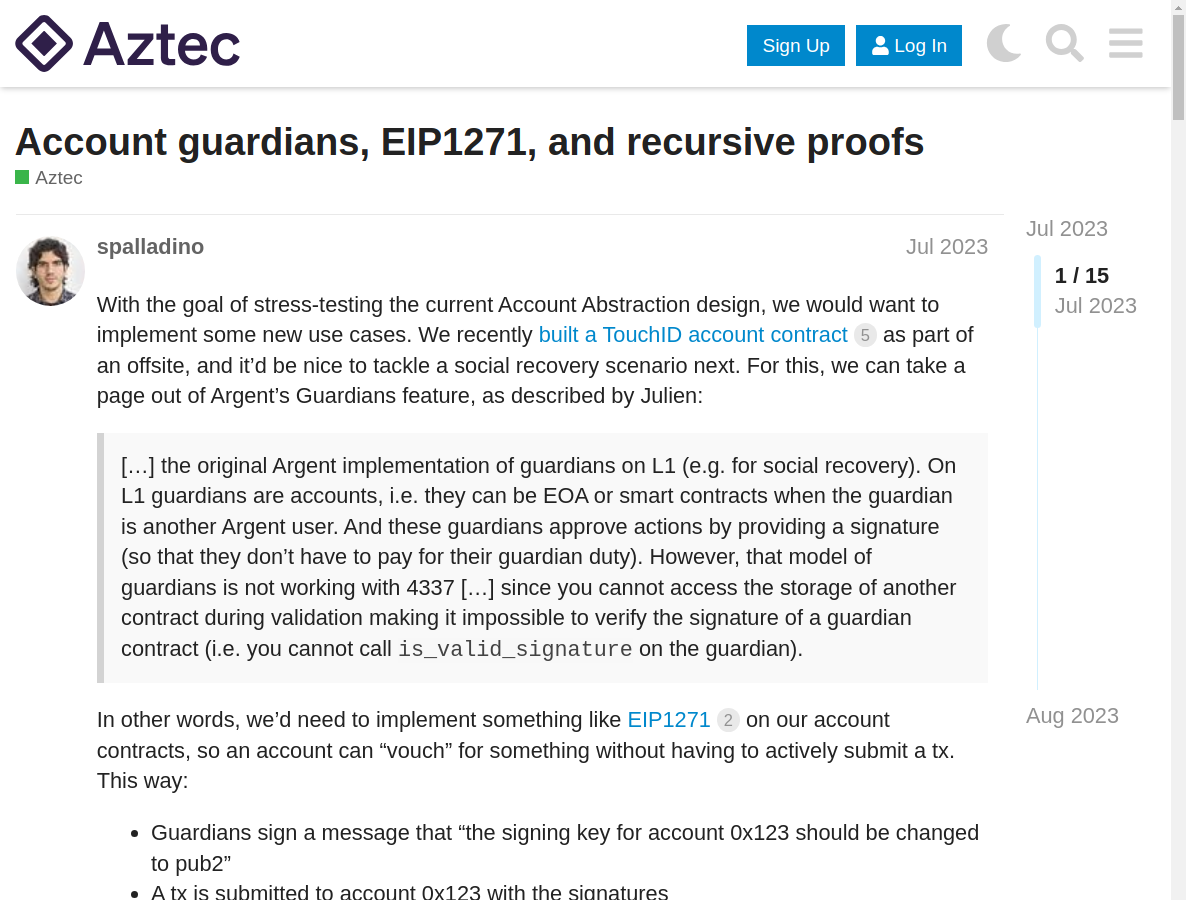 Aztec
Sign Up
Log In
Account guardians, EIP1271, and recursive proofs
Aztec
spalladino
Jul 2023
With the goal of stress-testing the current Account Abstraction design, we would want to
implement some new use cases. We recently built a TouchID account contract 5 as part of
an offsite, and it’d be nice to tackle a social recovery scenario next. For this, we can take a
page out of Argent’s Guardians feature, as described by Julien:
[…] the original Argent implementation of guardians on L1 (e.g. for social recovery). On
L1 guardians are accounts, i.e. they can be EOA or smart contracts when the guardian
is another Argent user. And these guardians approve actions by providing a signature
(so that they don’t have to pay for their guardian duty). However, that model of
guardians is not working with 4337 […] since you cannot access the storage of another
contract during validation making it impossible to verify the signature of a guardian
contract (i.e. you cannot call is_valid_signature on the guardian).
In other words, we’d need to implement something like EIP1271 2 on our account
contracts, so an account can “vouch” for something without having to actively submit a tx.
This way:
Guardians sign a message that “the signing key for account 0x123 should be changed
to pub2”
A tx is submitted to account 0x123 with the signatures
Jul 2023
1 / 15
Jul 2023
Aug 2023